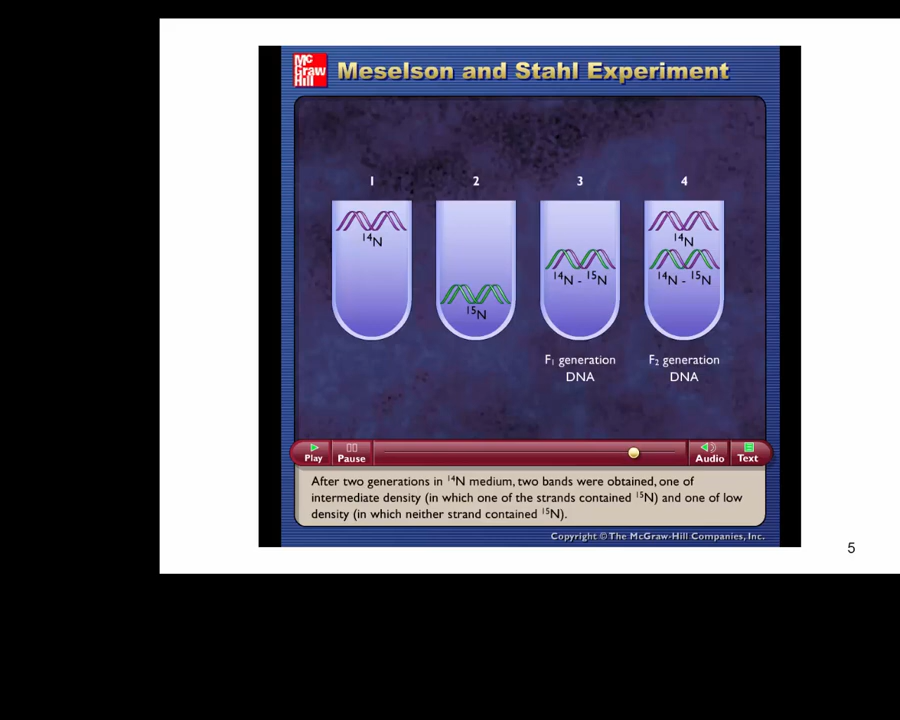 Mc
Graw
Hill
Meselson and Stahl Experiment
1 2 3 4
¹⁴N
¹⁵N
¹⁴N - ¹⁵N
¹⁴N
¹⁴N - ¹⁵N
F₁ generation
DNA
F₂ generation
DNA
Play Pause Audio Text
After two generations in ¹⁴N medium, two bands were obtained, one of
intermediate density (in which one of the strands contained ¹⁵N) and one of low
density (in which neither strand contained ¹⁵N).
Copyright © The McGraw-Hill Companies, Inc.
5